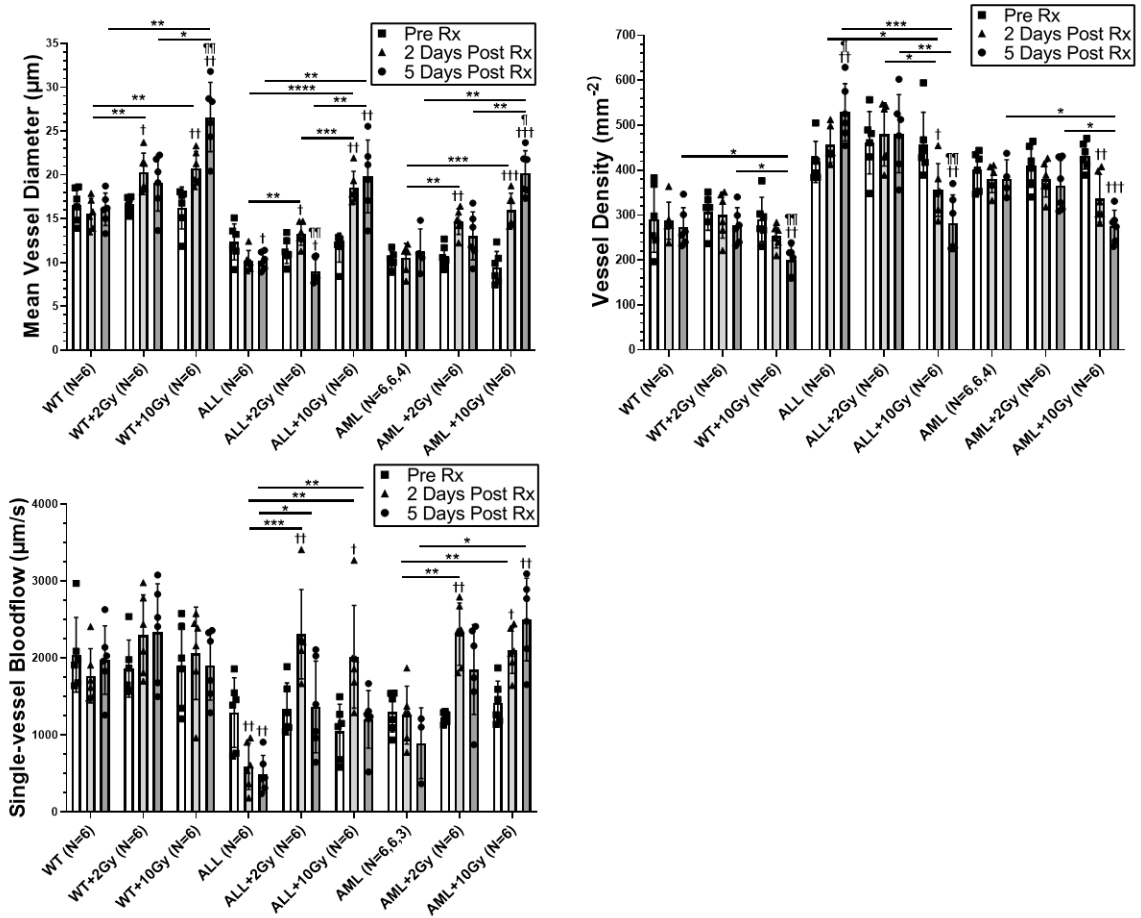 Mean Vessel Diameter (µm)
Pre Rx
2 Days Post Rx
5 Days Post Rx
35
30
25
20
15
10
5
0
** * ¶¶ †† ** ** † †† ** **** ** †† *** †† ** † † ¶¶ † ** ** ¶ ††† *** ** †† †††
WT (N=6)
WT+2Gy (N=6)
WT+10Gy (N=6)
ALL (N=6)
ALL+2Gy (N=6)
ALL+10Gy (N=6)
AML (N=6,6,4)
AML+2Gy (N=6)
AML+10Gy (N=6)
Vessel Density (mm-2)
Pre Rx
2 Days Post Rx
5 Days Post Rx
700
600
500
400
300
200
100
0
*** * ** * ¶ †† † ¶¶ †† * * ¶¶ †† * * †† †††
WT (N=6)
WT+2Gy (N=6)
WT+10Gy (N=6)
ALL (N=6)
ALL+2Gy (N=6)
ALL+10Gy (N=6)
AML (N=6,6,4)
AML+2Gy (N=6)
AML+10Gy (N=6)
Single-vessel Bloodflow (µm/s)
Pre Rx
2 Days Post Rx
5 Days Post Rx
4000
3000
2000
1000
0
** ** * *** †† †† †† † * ** ** †† † ††
WT (N=6)
WT+2Gy (N=6)
WT+10Gy (N=6)
ALL (N=6)
ALL+2Gy (N=6)
ALL+10Gy (N=6)
AML (N=6,6,3)
AML+2Gy (N=6)
AML+10Gy (N=6)